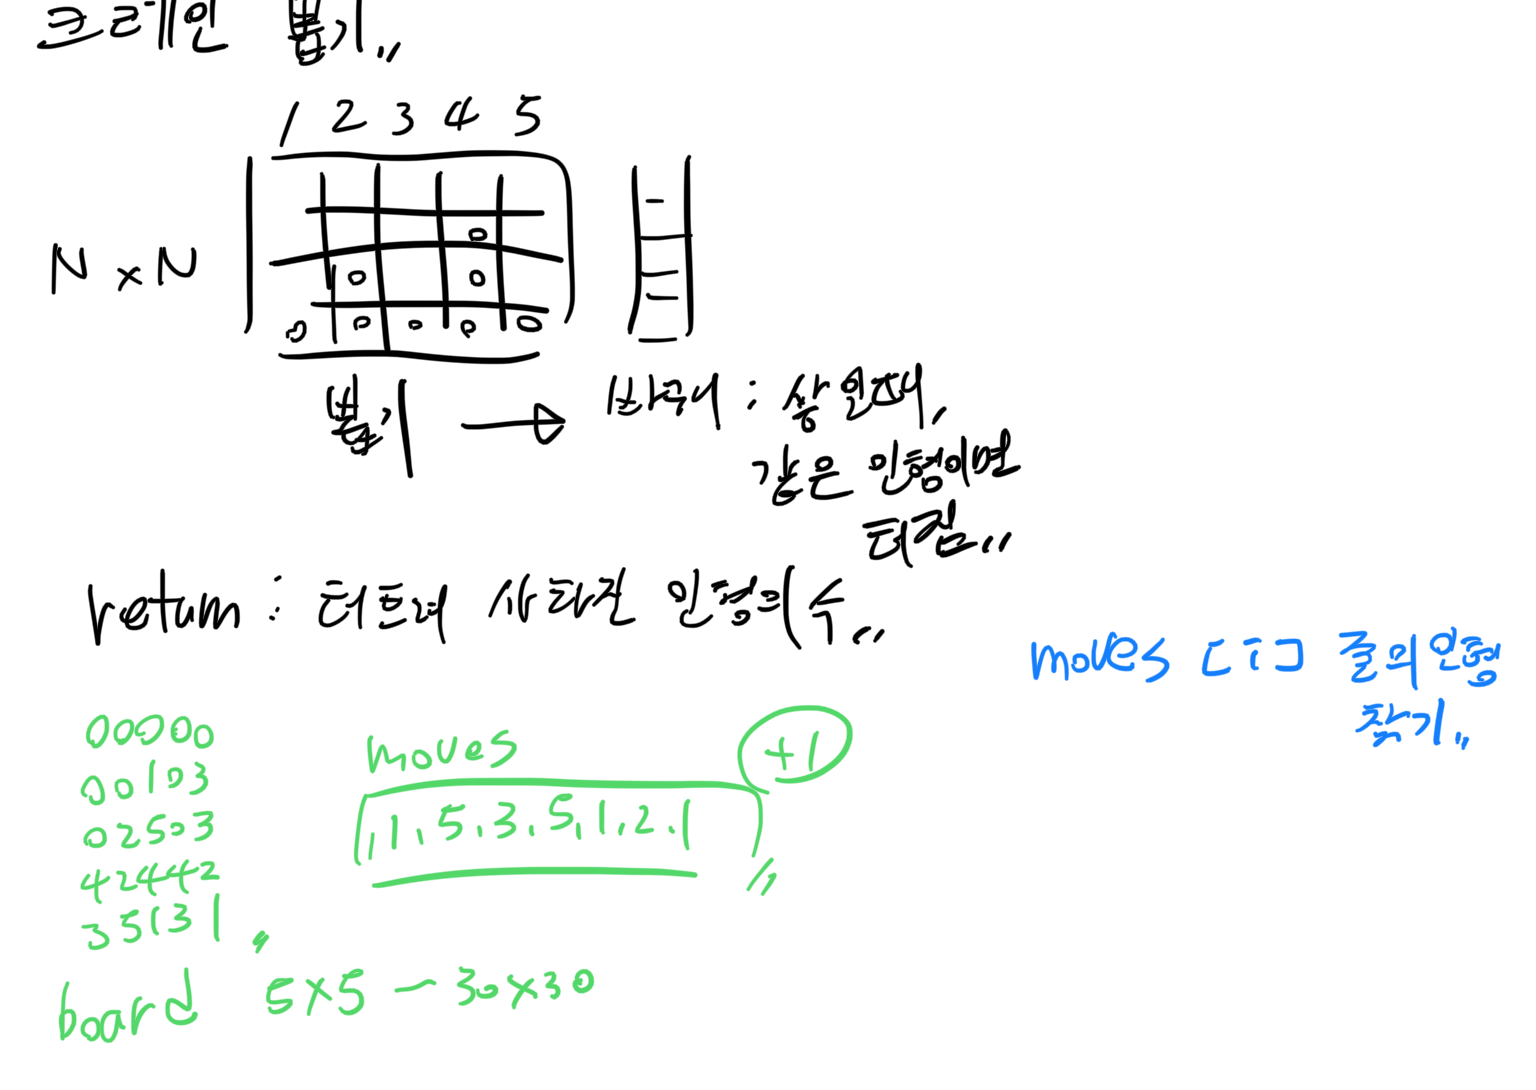 크레인 뽑기,,
1 2 3 4 5
N x N
뽑기 → 바구니 : 쌓일때,
같은 인형이면
터짐,,
return : 터트려 사라진 인형의 수,,
moves [i] 줄의 인형
찾기,,
00000
00103
02503
42442
35131,,
moves
+1
1, 5, 3, 5, 1, 2, 1
board 5x5 ~ 30x30